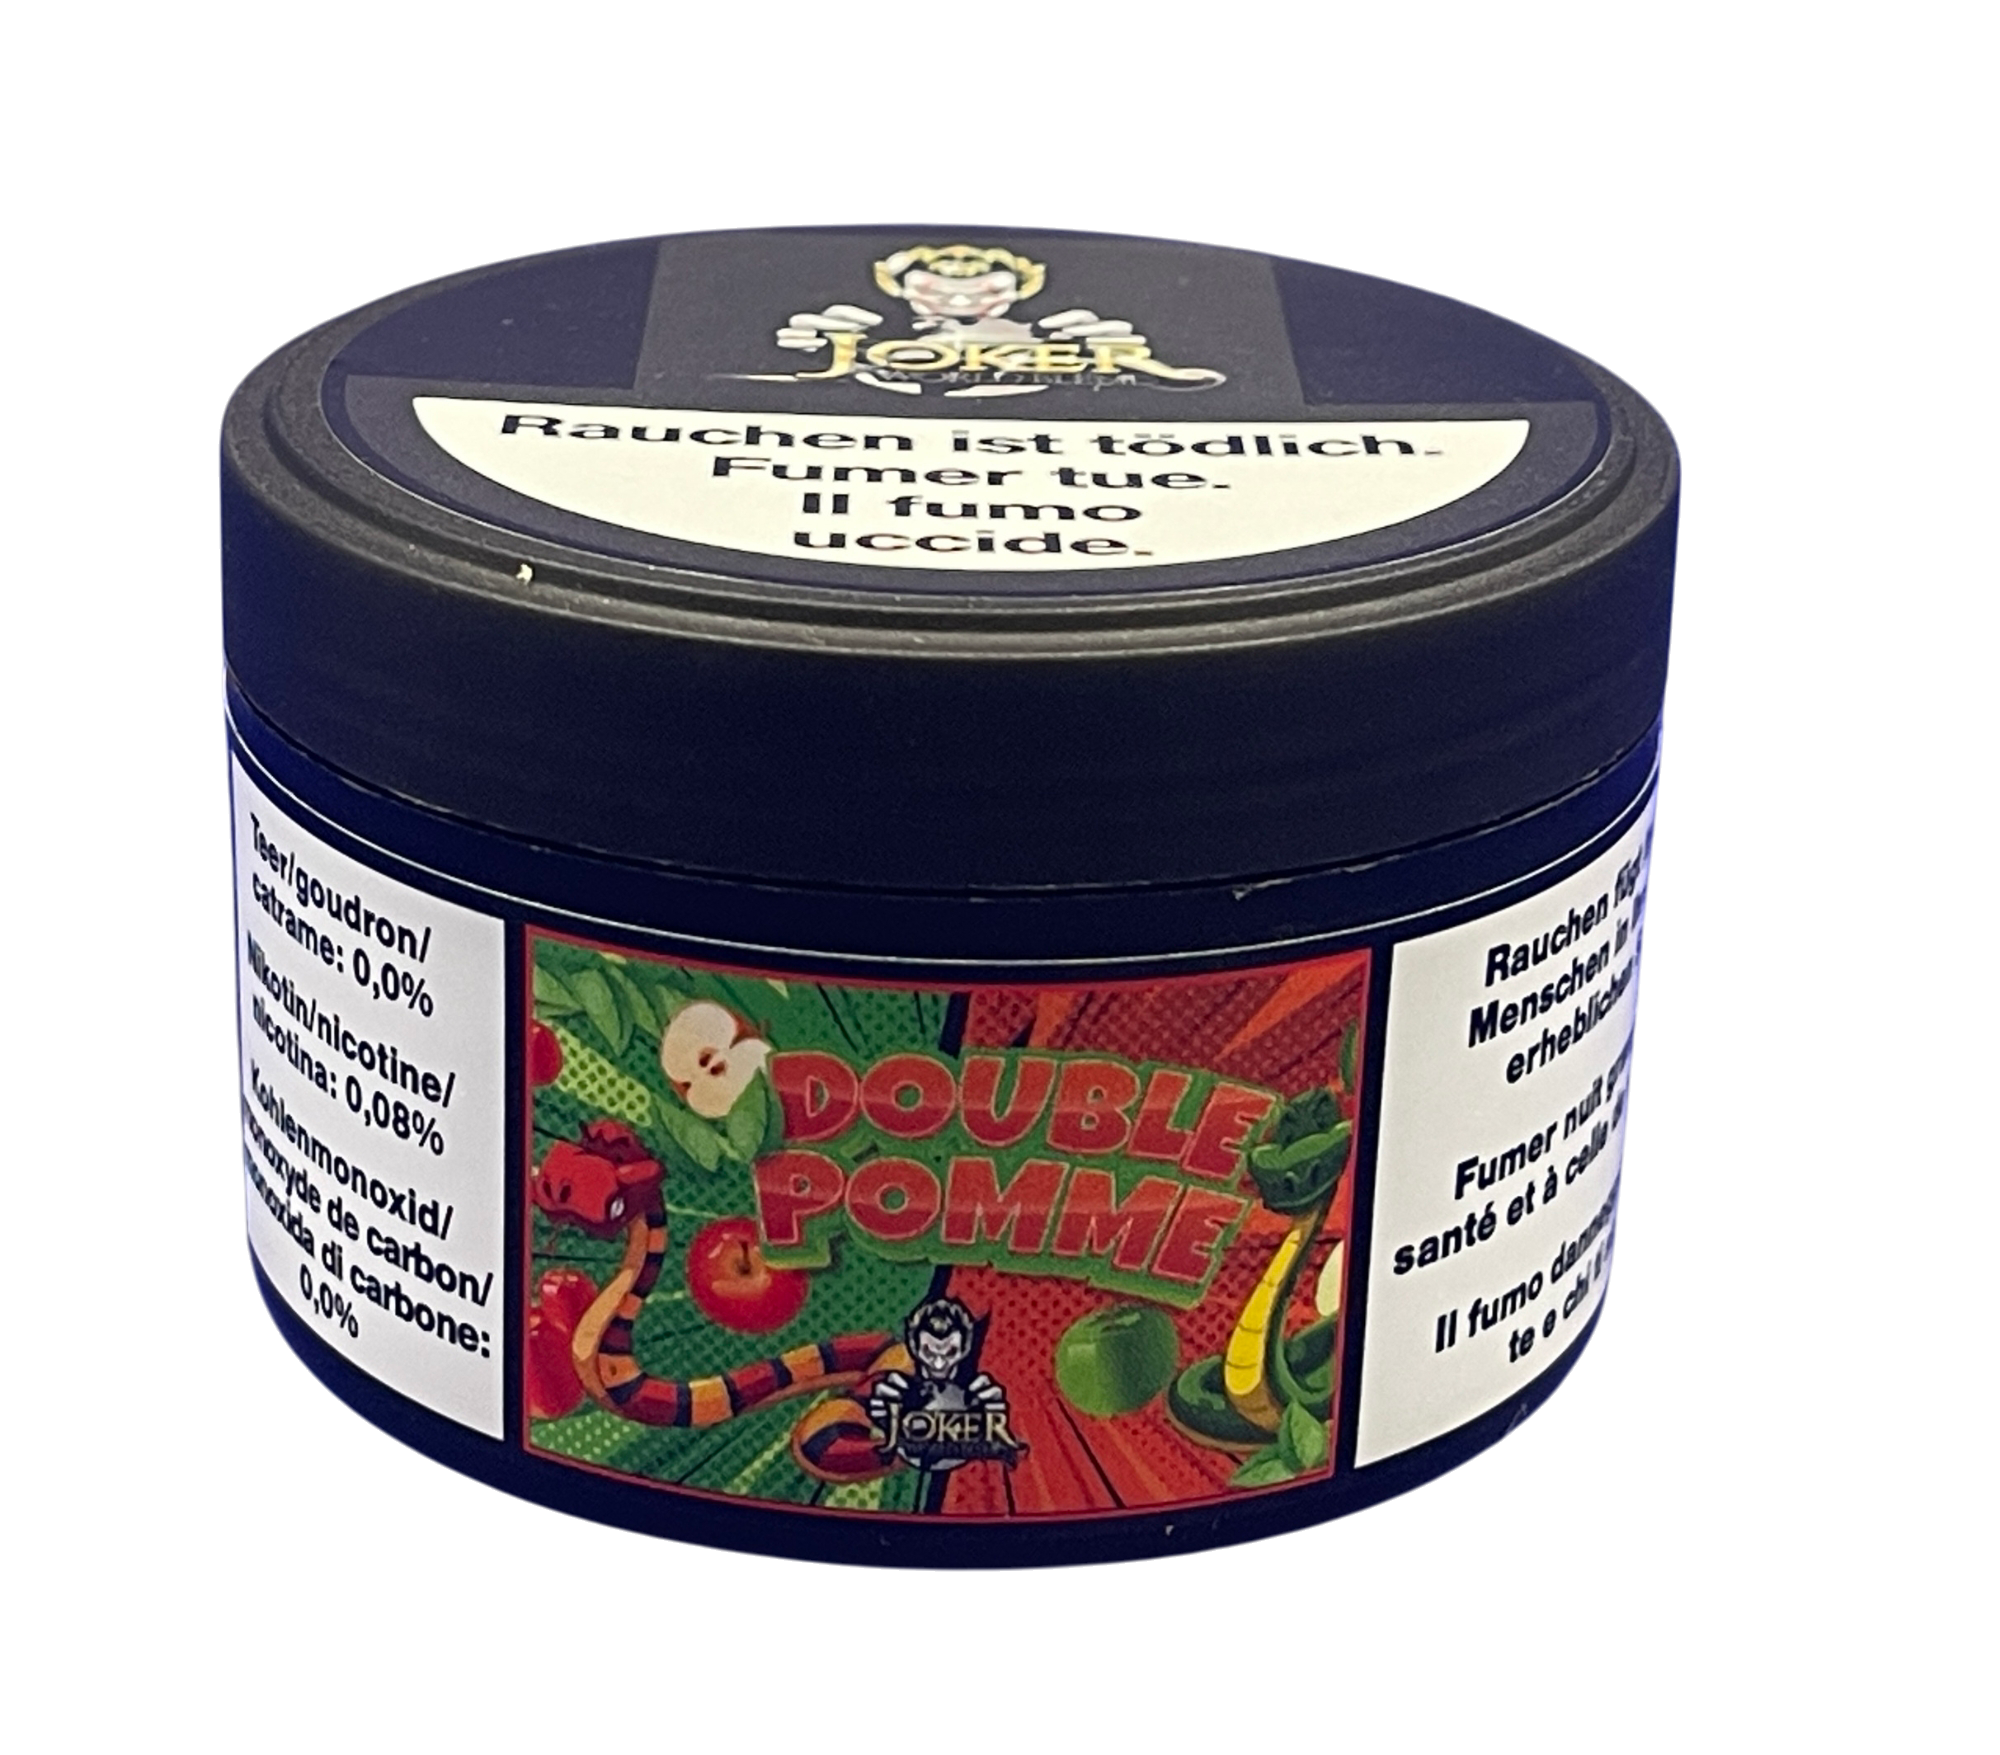 JOKER
Rauchen ist tödlich.
Fumer tue.
Il fumo
uccide.
Teer/goudron/
catrame: 0,0%
Nikotin/nicotine/
nicotina: 0,08%
Kohlenmonoxid/
monoxyde de carbon/
monoxida di carbone:
0,0%
DOUBLE
POMME
JOKER
Rauchen fügt
Menschen in
Fumer nuit
santé et à celle
Il fumo
te e chi ti